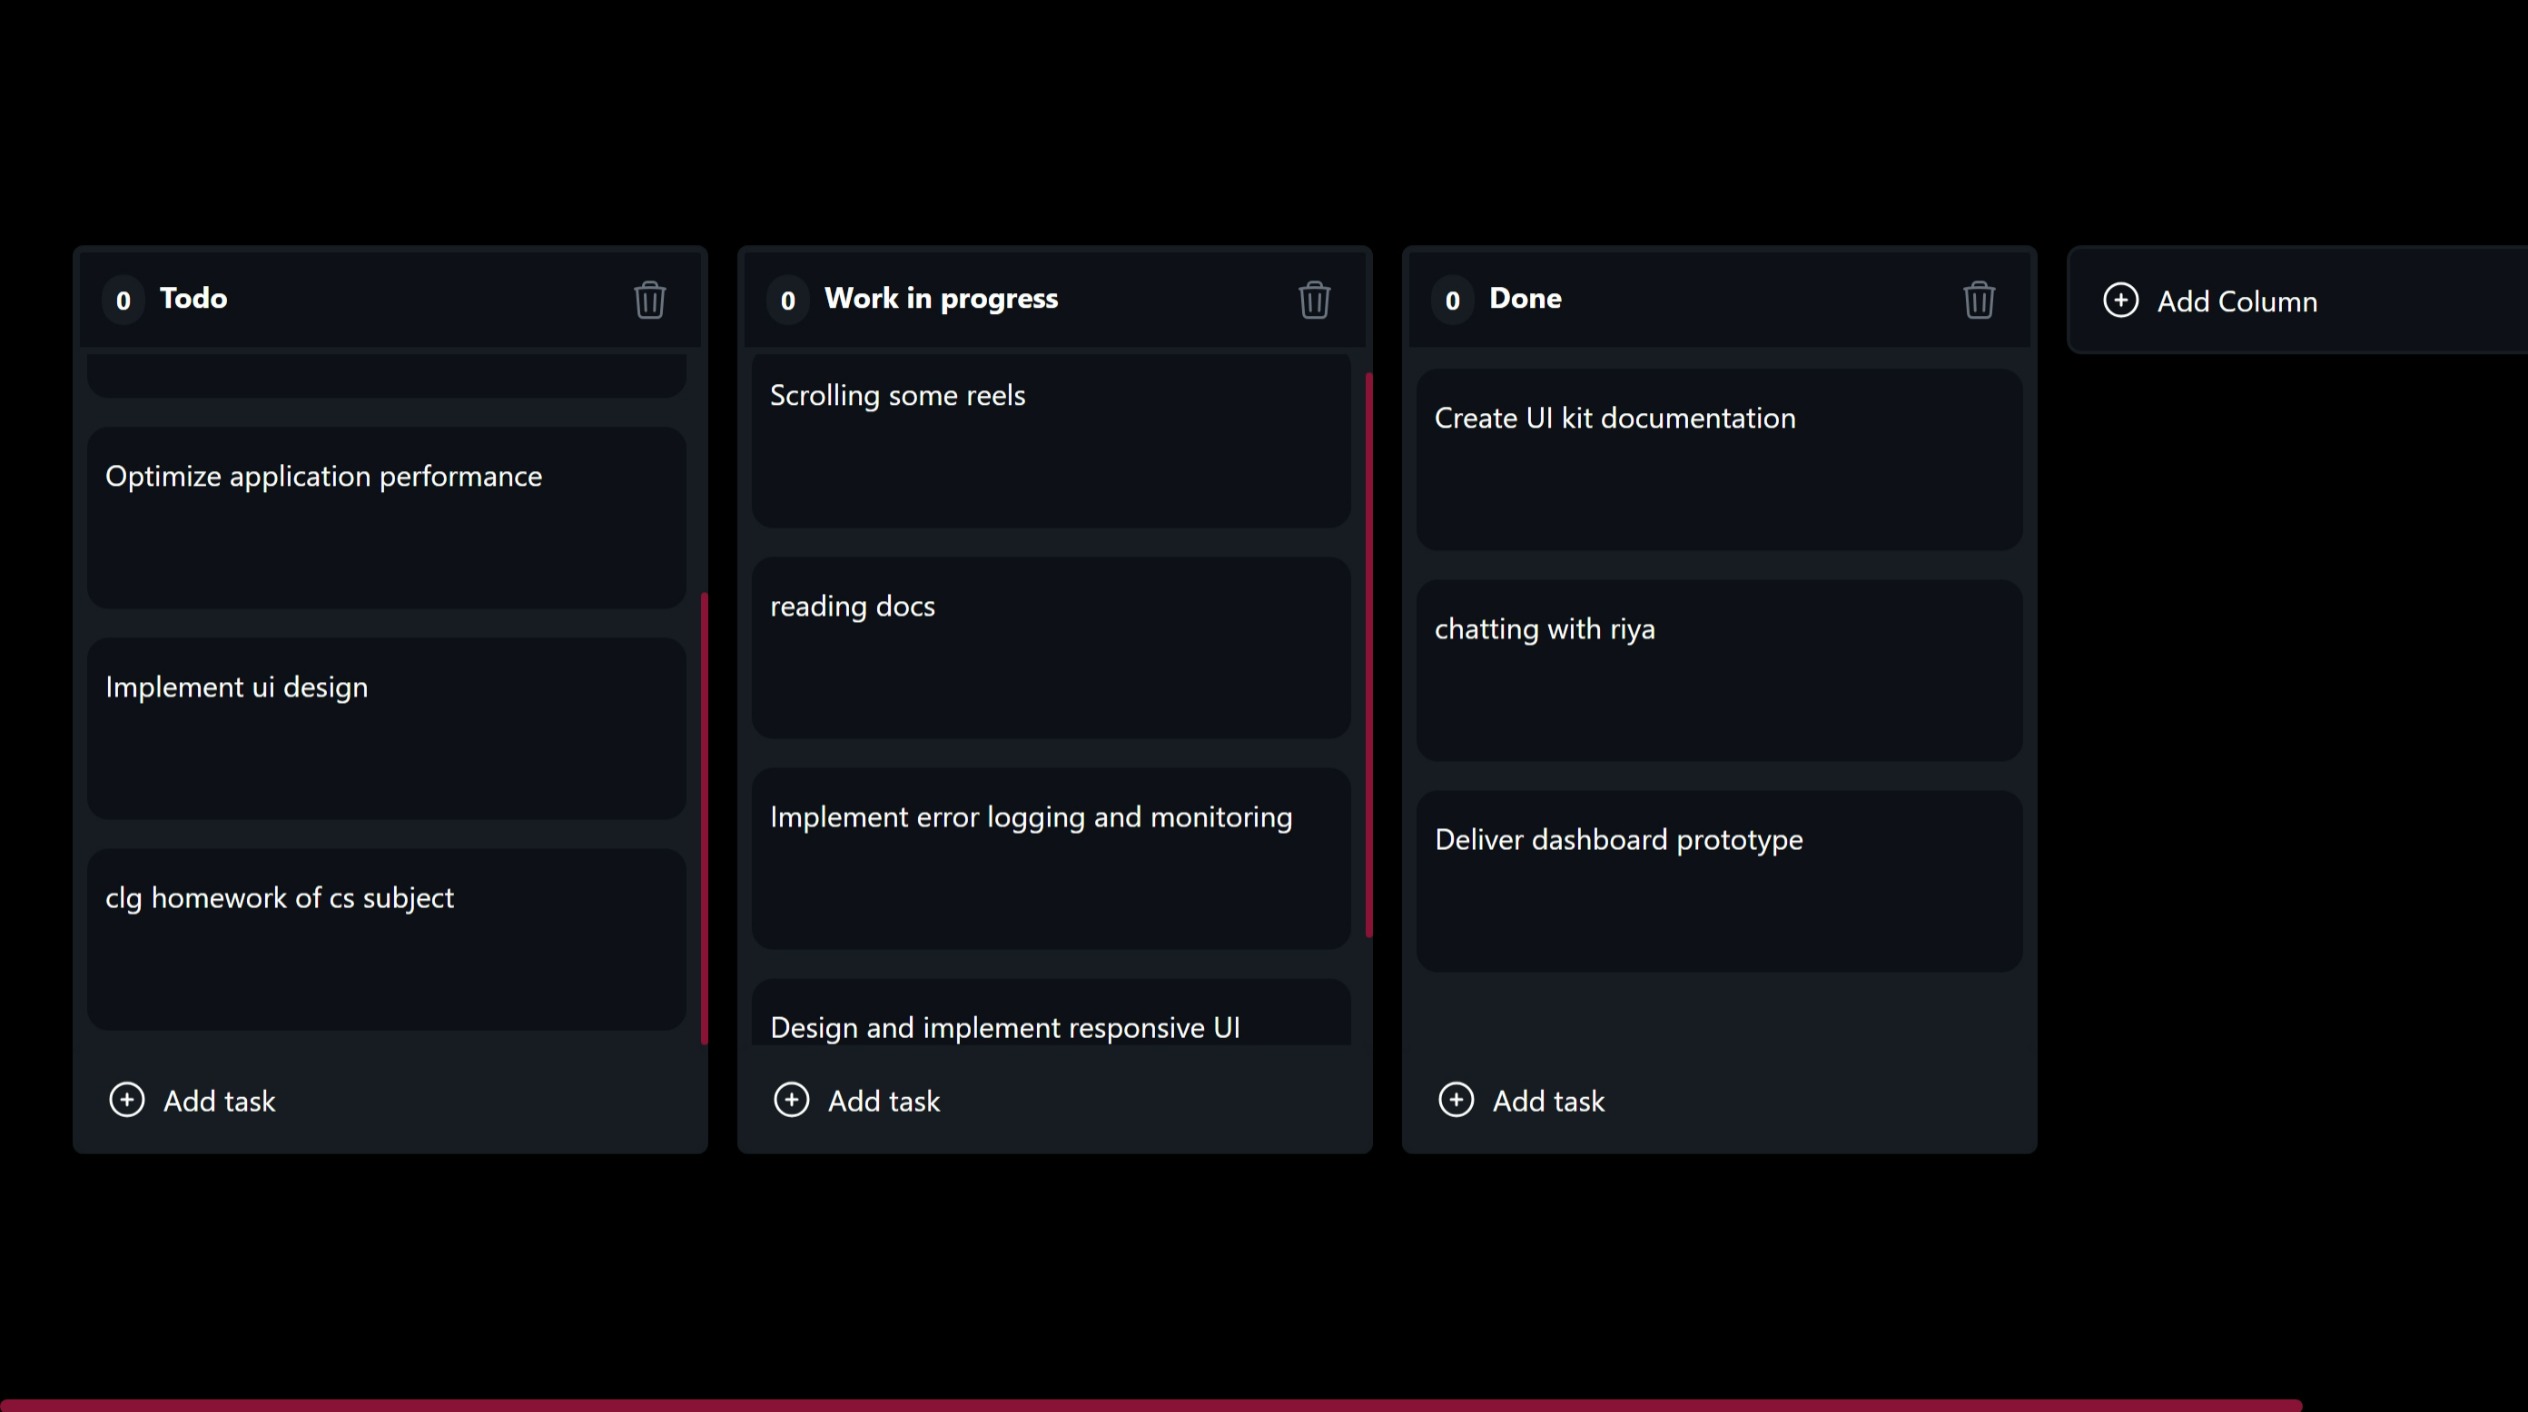 0 Todo
Optimize application performance
Implement ui design
clg homework of cs subject
Add task
0 Work in progress
Scrolling some reels
reading docs
Implement error logging and monitoring
Design and implement responsive UI
Add task
0 Done
Create UI kit documentation
chatting with riya
Deliver dashboard prototype
Add task
Add Column